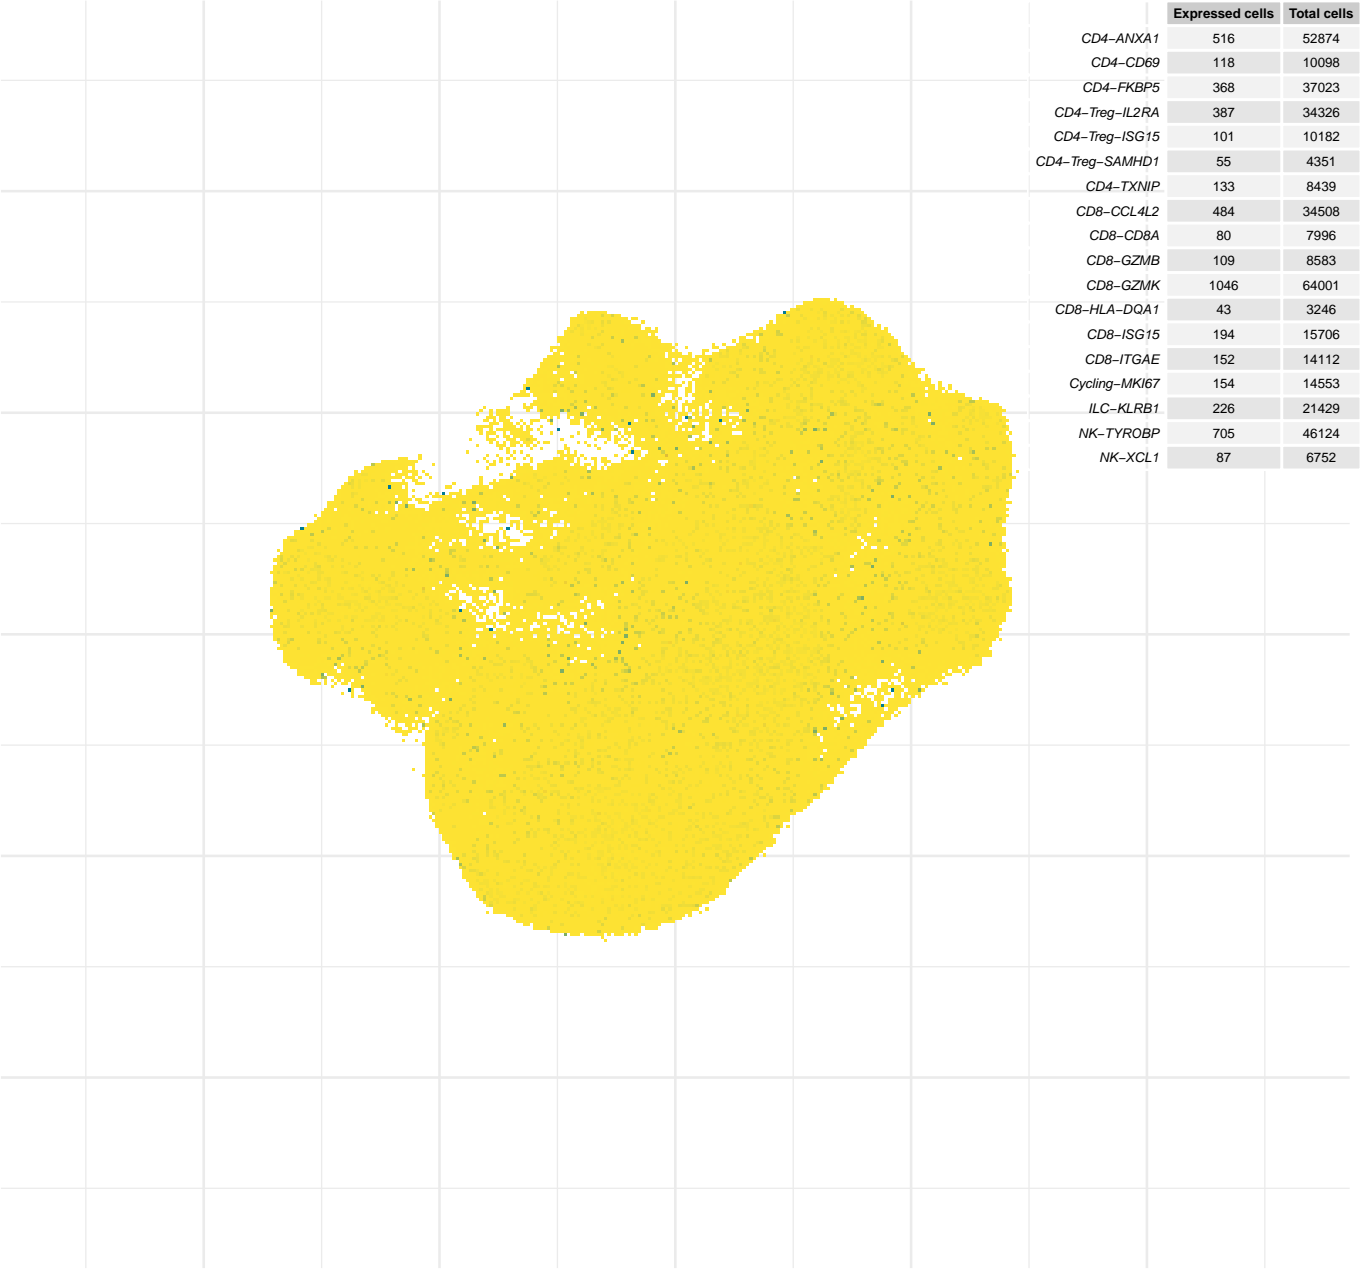 Expressed cells Total cells
CD4−ANXA1 516 52874
CD4−CD69 118 10098
CD4−FKBP5 368 37023
CD4−Treg−IL2RA 387 34326
CD4−Treg−ISG15 101 10182
CD4−Treg−SAMHD1 55 4351
CD4−TXNIP 133 8439
CD8−CCL4L2 484 34508
CD8−CD8A 80 7996
CD8−GZMB 109 8583
CD8−GZMK 1046 64001
CD8−HLA−DQA1 43 3246
CD8−ISG15 194 15706
CD8−ITGAE 152 14112
Cycling−MKI67 154 14553
ILC−KLRB1 226 21429
NK−TYROBP 705 46124
NK−XCL1 87 6752